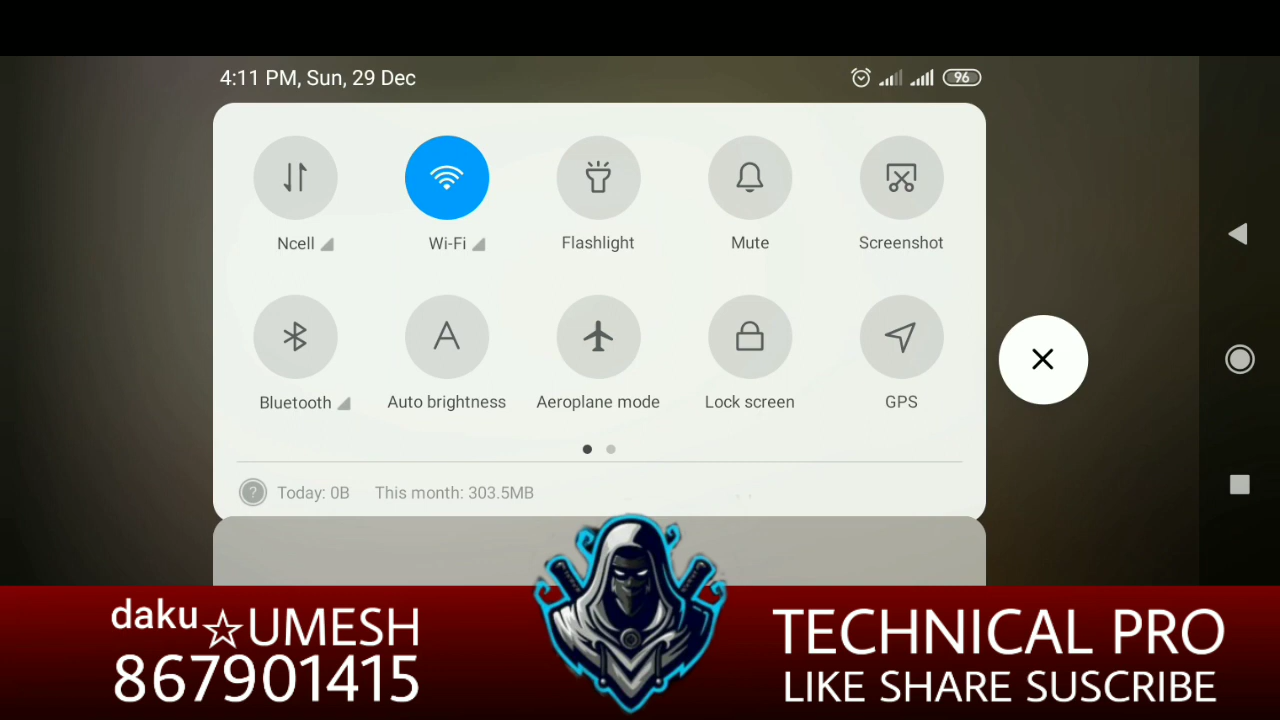 4:11 PM, Sun, 29 Dec
96
Ncell
Wi-Fi
Flashlight
Mute
Screenshot
Bluetooth
Auto brightness
Aeroplane mode
Lock screen
GPS
? Today: 0B This month: 303.5MB
daku☆UMESH
867901415
TECHNICAL PRO
LIKE SHARE SUSCRIBE